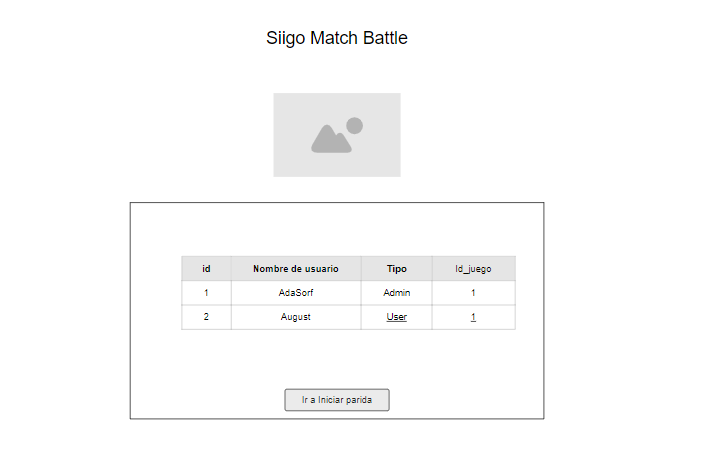 Siigo Match Battle
id Nombre de usuario Tipo Id_juego
1 AdaSorf Admin 1
2 August User 1
Ir a Iniciar parida